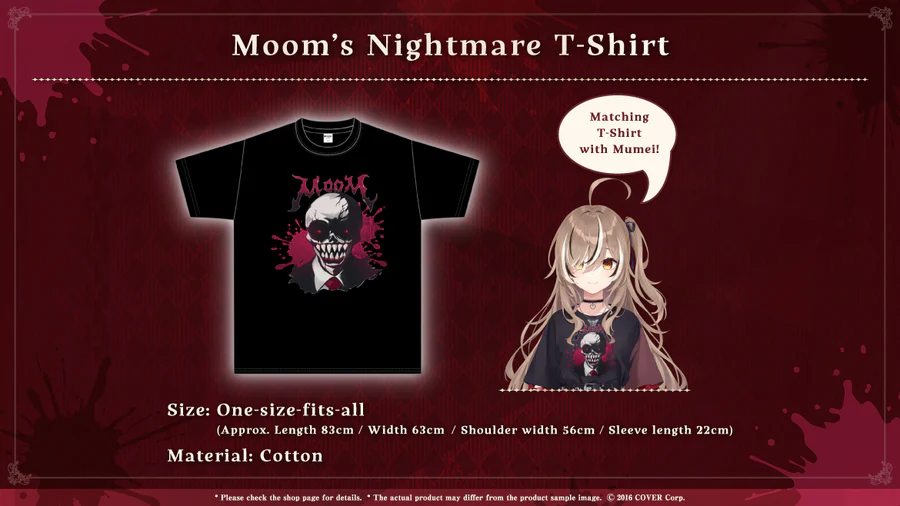 Moom's Nightmare T-Shirt
Matching
T-Shirt
with Mumei!
MooM
Size: One-size-fits-all
(Approx. Length 83cm / Width 63cm / Shoulder width 56cm / Sleeve length 22cm)
Material: Cotton
* Please check the shop page for details. * The actual product may differ from the product sample image. © 2016 COVER Corp.